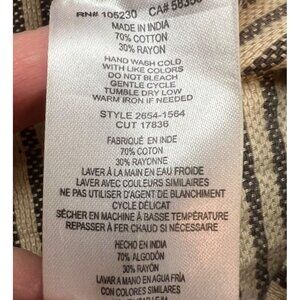 RN# 105230 CA#
MADE IN INDIA
70% COTTON
30% RAYON
HAND WASH COLD
WITH LIKE COLORS
DO NOT BLEACH
GENTLE CYCLE
TUMBLE DRY LOW
WARM IRON IF NEEDED
STYLE 2654-1564
CUT 17836
FABRIQUÉ EN INDE
70% COTON
30% RAYONNE
LAVER À LA MAIN EN EAU FROIDE
LAVER AVEC COULEURS SIMILAIRES
NE PAS UTILISER D'AGENT DE BLANCHIMENT
CYCLE DÉLICAT
SÉCHER EN MACHINE À BASSE TEMPÉRATURE
REPASSER À FER CHAUD SI NÉCESSAIRE
HECHO EN INDIA
70% ALGODÓN
30% RAYÓN
LAVAR A MANO EN AGUA FRÍA
CON COLORES SIMILARES